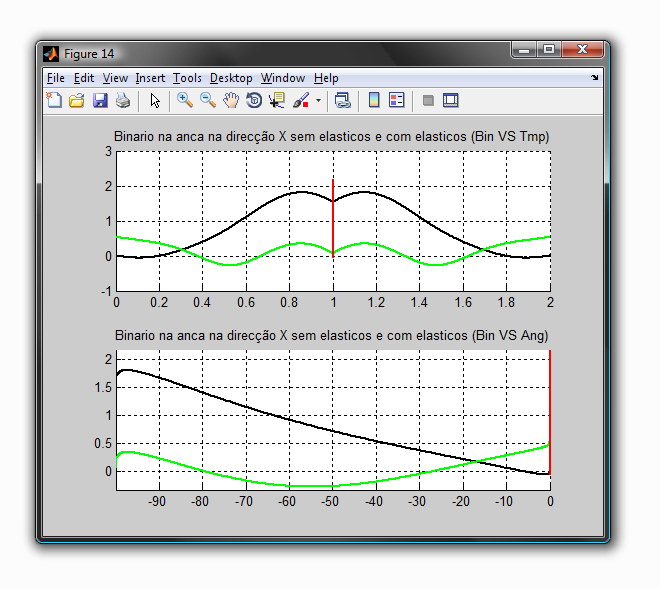 Figure 14
File Edit View Insert Tools Desktop Window Help
Binario na anca na direcção X sem elasticos e com elasticos (Bin VS Tmp)
3
2
1
0
-1
0 0.2 0.4 0.6 0.8 1 1.2 1.4 1.6 1.8 2
Binario na anca na direcção X sem elasticos e com elasticos (Bin VS Ang)
2
1.5
1
0.5
0
-90 -80 -70 -60 -50 -40 -30 -20 -10 0